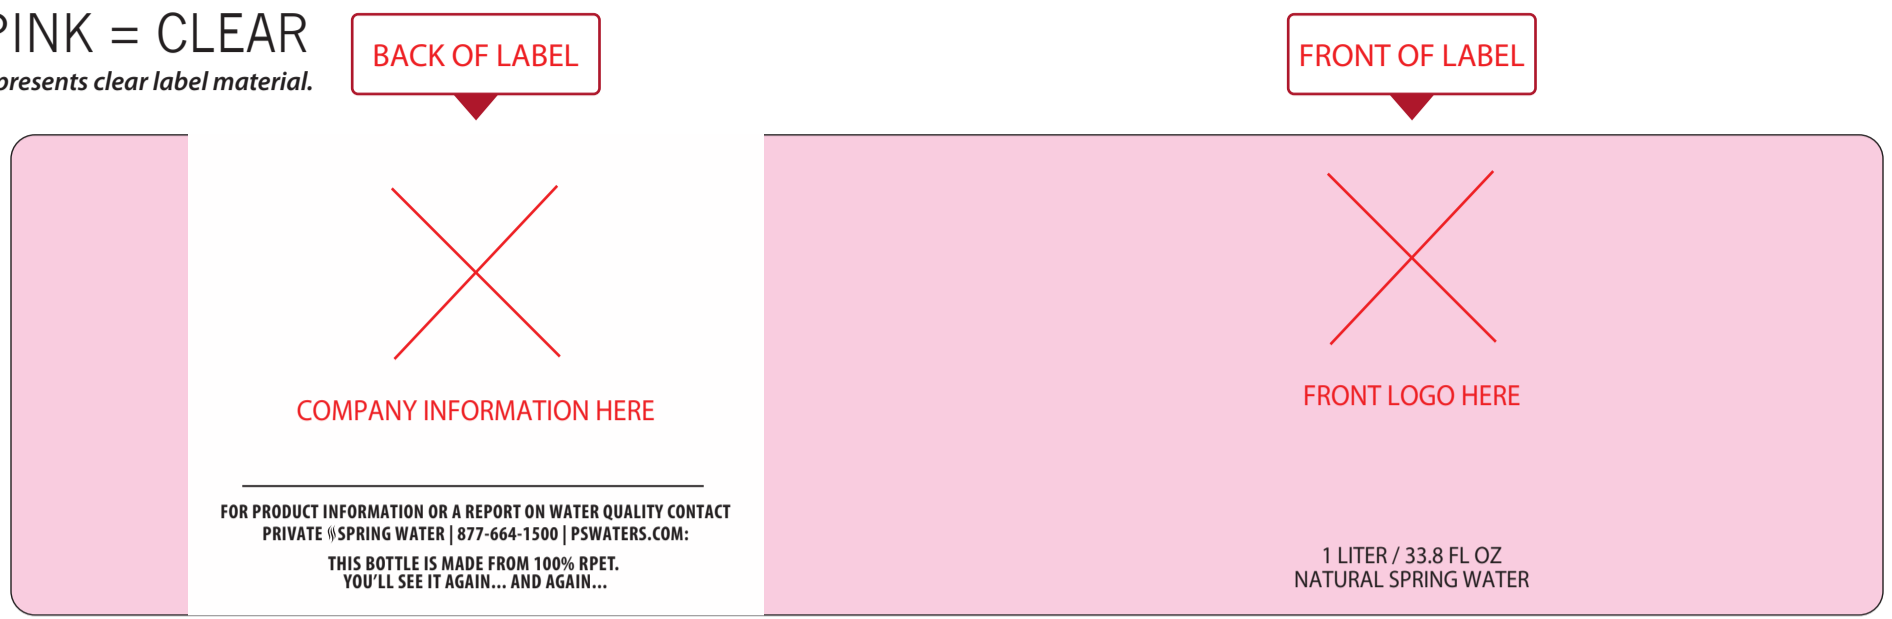 PINK = CLEAR
presents clear label material.
BACK OF LABEL
FRONT OF LABEL
COMPANY INFORMATION HERE
FOR PRODUCT INFORMATION OR A REPORT ON WATER QUALITY CONTACT
PRIVATE SPRING WATER | 877-664-1500 | PSWATERS.COM:
THIS BOTTLE IS MADE FROM 100% RPET.
YOU'LL SEE IT AGAIN... AND AGAIN...
FRONT LOGO HERE
1 LITER / 33.8 FL OZ
NATURAL SPRING WATER